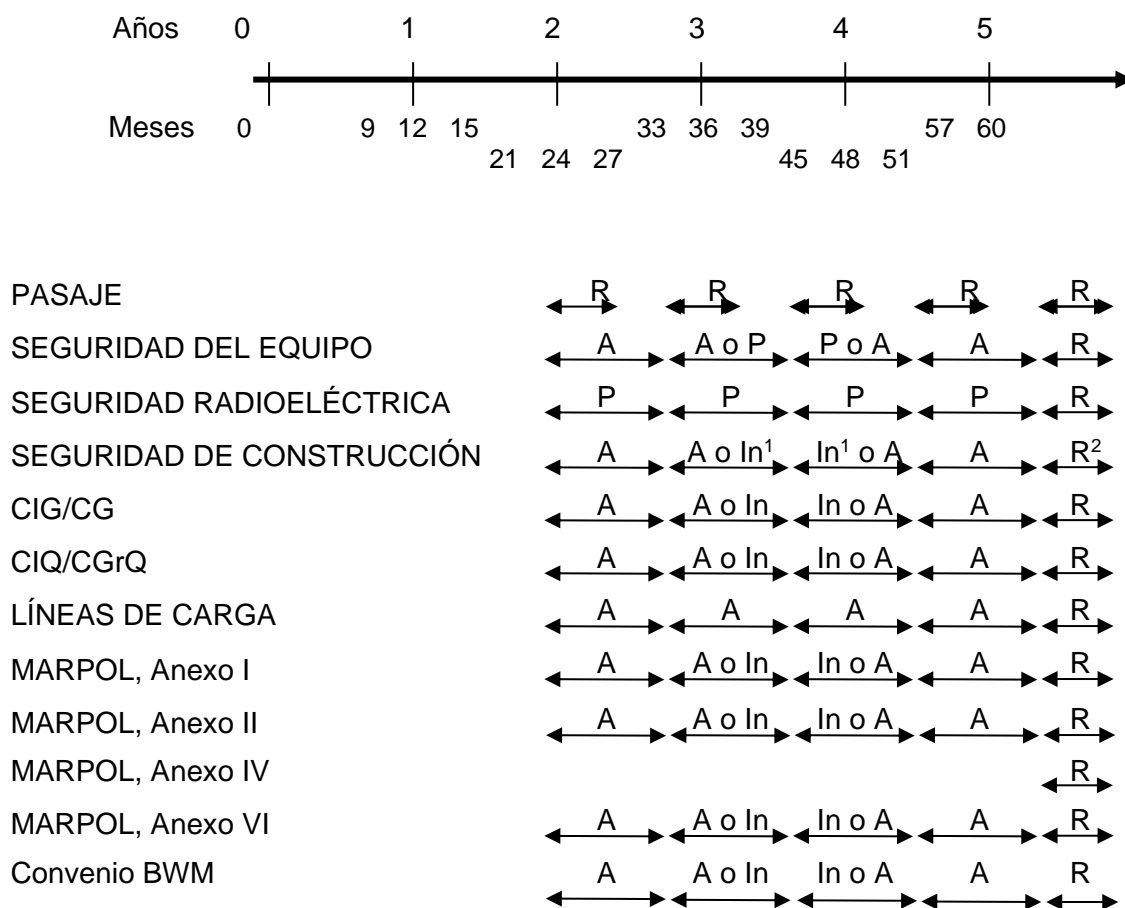 Años 0 1 2 3 4 5
Meses 0 9 12 15 33 36 39 57 60
21 24 27 45 48 51
PASAJE R R R R R
SEGURIDAD DEL EQUIPO A A o P P o A A R
SEGURIDAD RADIOELÉCTRICA P P P P R
SEGURIDAD DE CONSTRUCCIÓN A A o In¹ In¹ o A A R²
CIG/CG A A o In In o A A R
CIQ/CGrQ A A o In In o A A R
LÍNEAS DE CARGA A A A A R
MARPOL, Anexo I A A o In In o A A R
MARPOL, Anexo II A A o In In o A A R
MARPOL, Anexo IV R
MARPOL, Anexo VI A A o In In o A A R
Convenio BWM A A o In In o A A R